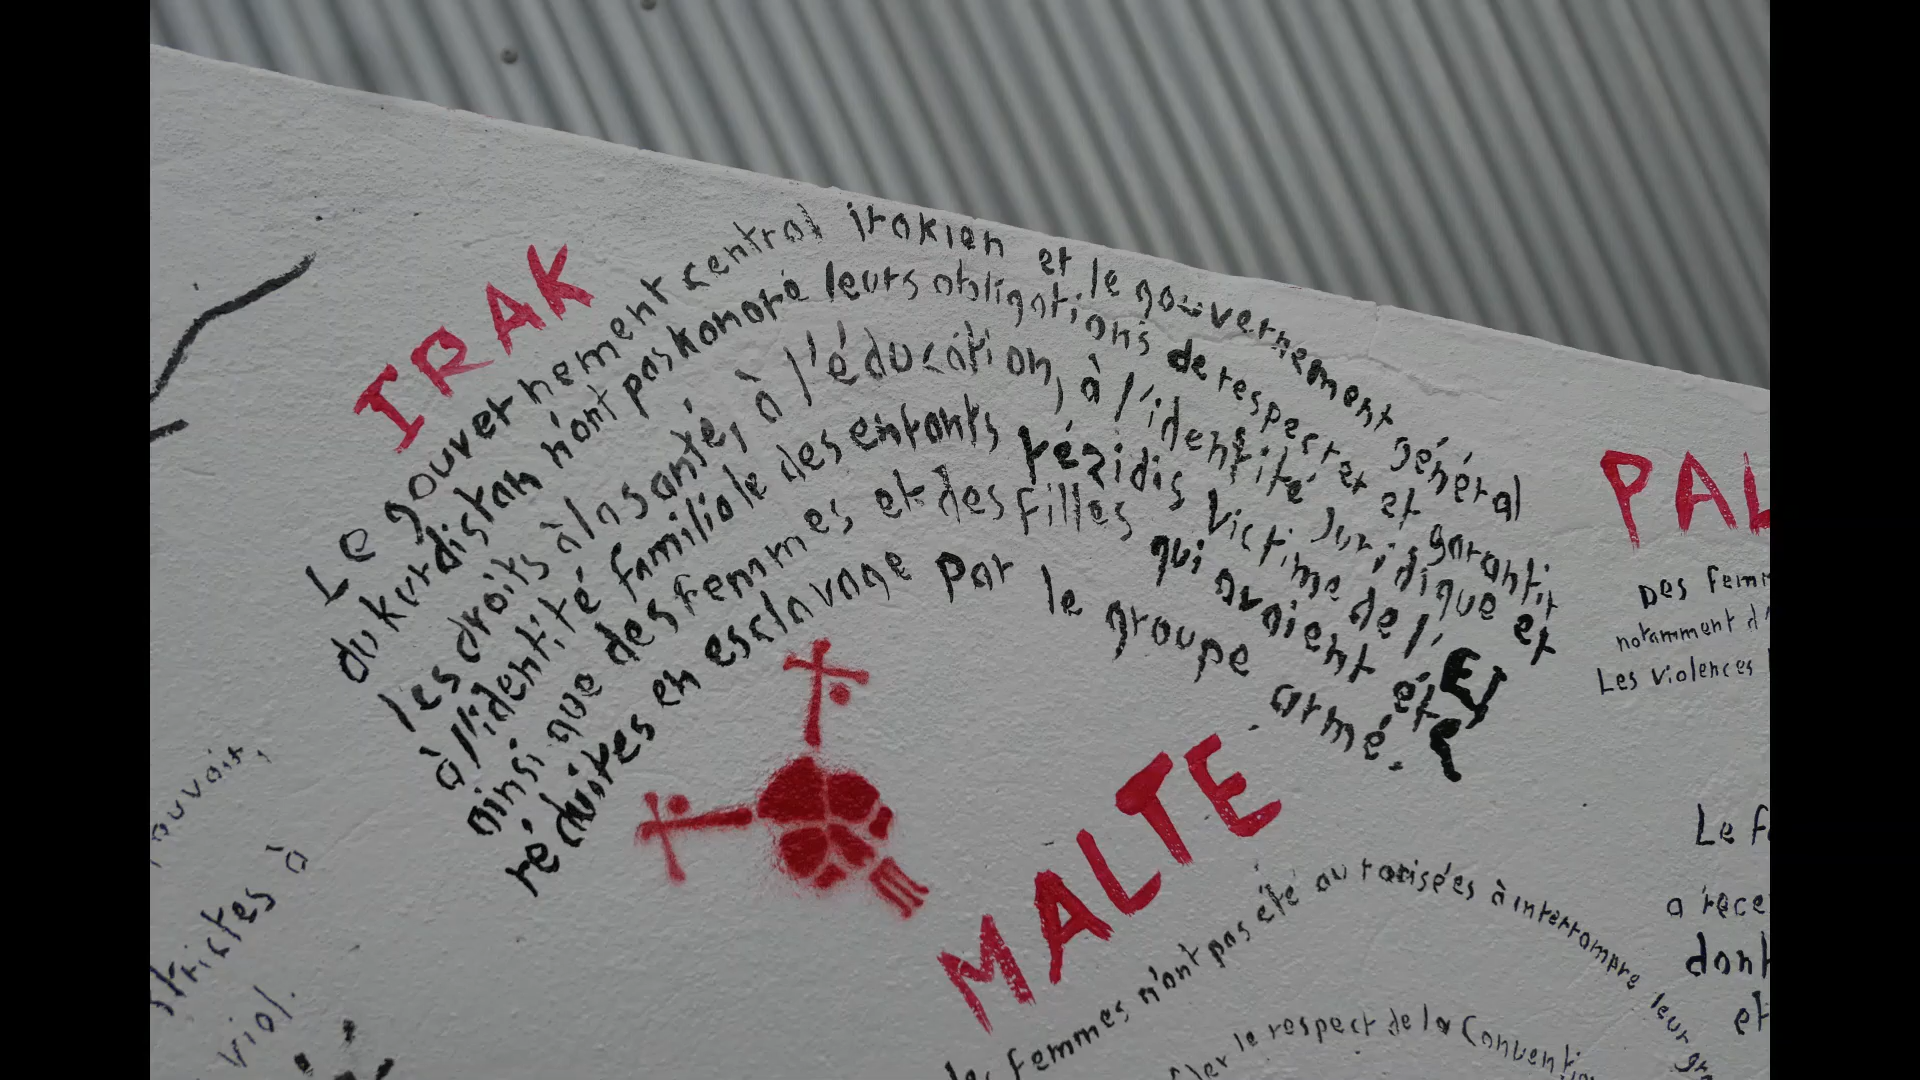 IRAK
Le gouvernement central irakien et le gouvernement général
du kurdistan n'ont pas honoré leurs obligations de respecter et garantir
les droits à la santé, à l'éducation, à l'identité juridique et
à l'identité familiale des enfants yézidis victime de l'EI,
ainsi que des femmes et des filles qui avaient été
réduites en esclavage par le groupe armé.
PAL
Des femm
notamment d'
Les violences
MALTE
femmes n'ont pas été autorisées à interrompre leur gr
le respect de la Conventi
Le f
a rece
dont
et
pouvoir,
strictes à
viol.